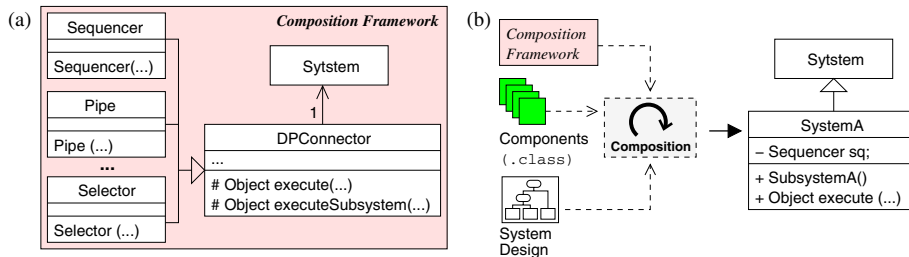 (a)
Composition Framework
Sequencer
Sequencer(...)
Sytstem
1
Pipe
Pipe (...)
...
DPConnector
...
# Object execute(...)
# Object executeSubsystem(...)
Selector
Selector (...)
(b)
Composition
Framework
Components
(.class)
System
Design
Composition
Sytstem
SystemA
– Sequencer sq;
+ SubsystemA()
+ Object execute (...)